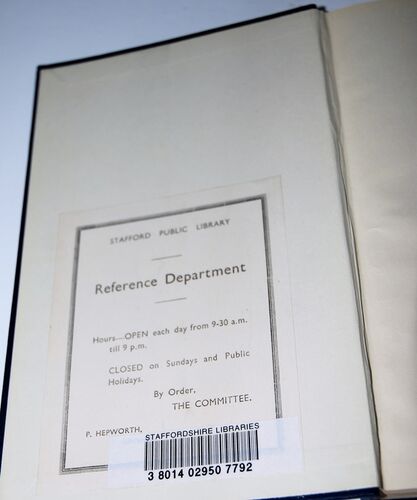 STAFFORD PUBLIC LIBRARY
Reference Department
Hours—OPEN each day from 9-30 a.m.
till 9 p.m.
CLOSED on Sundays and Public
Holidays.
By Order,
THE COMMITTEE.
P. HEPWORTH,
STAFFORDSHIRE LIBRARIES
3 8014 02950 7792